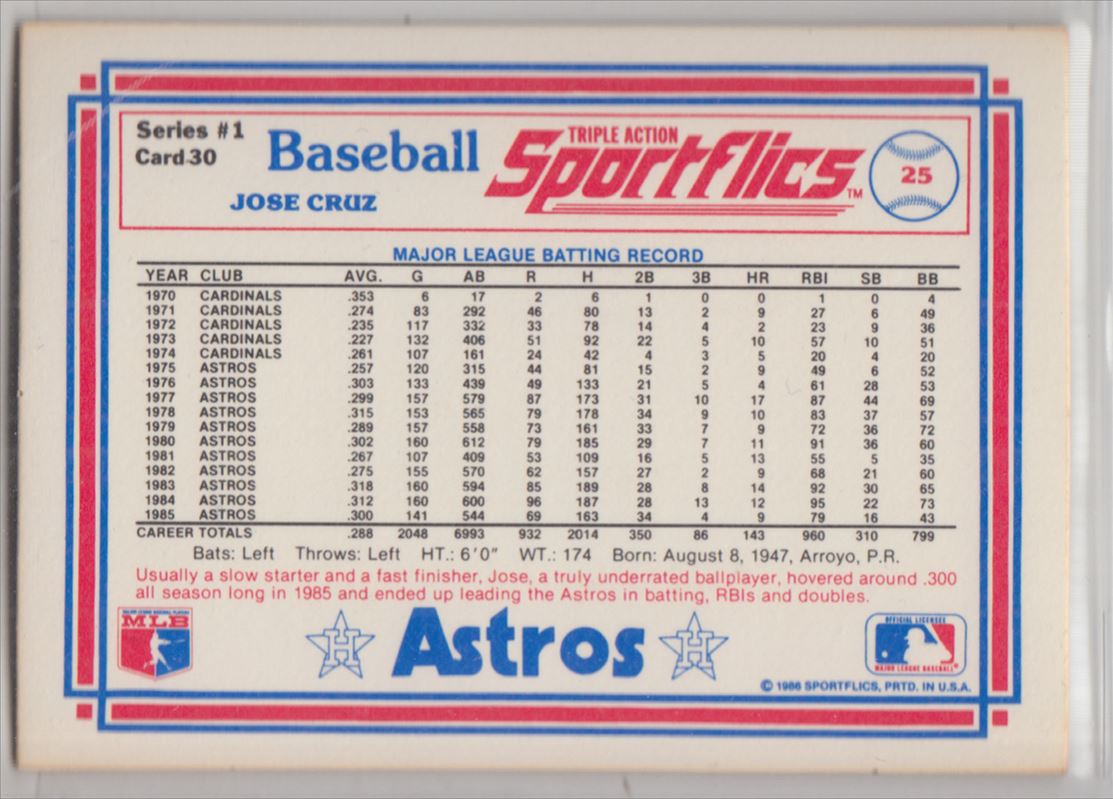 Series #1
Card 30
Baseball
JOSE CRUZ
TRIPLE ACTION
Sportflics™
25
MAJOR LEAGUE BATTING RECORD
YEAR CLUB AVG. G AB R H 2B 3B HR RBI SB BB
1970 CARDINALS .353 6 17 2 6 1 0 0 1 0 4
1971 CARDINALS .274 83 292 46 80 13 2 9 27 6 49
1972 CARDINALS .235 117 332 33 78 14 4 2 23 9 36
1973 CARDINALS .227 132 406 51 92 22 5 10 57 10 51
1974 CARDINALS .261 107 161 24 42 4 3 5 20 4 20
1975 ASTROS .257 120 315 44 81 15 2 9 49 6 52
1976 ASTROS .303 133 439 49 133 21 5 4 61 28 53
1977 ASTROS .299 157 579 87 173 31 10 17 87 44 69
1978 ASTROS .315 153 565 79 178 34 9 10 83 37 57
1979 ASTROS .289 157 558 73 161 33 7 9 72 36 72
1980 ASTROS .302 160 612 79 185 29 7 11 91 36 60
1981 ASTROS .267 107 409 53 109 16 5 13 55 5 35
1982 ASTROS .275 155 570 62 157 27 2 9 68 21 60
1983 ASTROS .318 160 594 85 189 28 8 14 92 30 65
1984 ASTROS .312 160 600 96 187 28 13 12 95 22 73
1985 ASTROS .300 141 544 69 163 34 4 9 79 16 43
CAREER TOTALS .288 2048 6993 932 2014 350 86 143 960 310 799
Bats: Left Throws: Left HT.: 6'0" WT.: 174 Born: August 8, 1947, Arroyo, P.R.
Usually a slow starter and a fast finisher, Jose, a truly underrated ballplayer, hovered around .300
all season long in 1985 and ended up leading the Astros in batting, RBIs and doubles.
MAJOR LEAGUE BASEBALL PLAYERS
MLB
H
Astros
H
OFFICIAL LICENSEE
MAJOR LEAGUE BASEBALL®
© 1986 SPORTFLICS, PRTD. IN U.S.A.